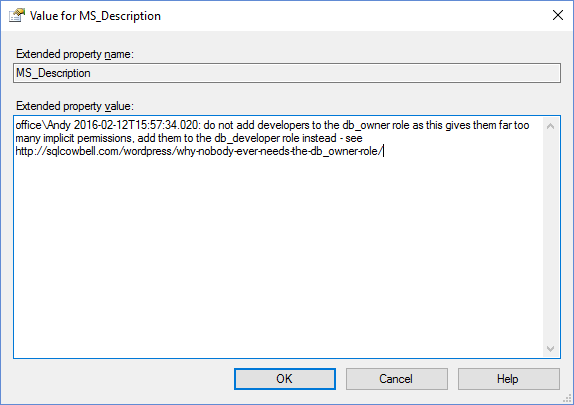 Value for MS_Description
Extended property name:
MS_Description
Extended property value:
office\Andy 2016-02-12T15:57:34.020: do not add developers to the db_owner role as this gives them far too
many implicit permissions, add them to the db_developer role instead - see
http://sqlcowbell.com/wordpress/why-nobody-ever-needs-the-db_owner-role/
OK
Cancel
Help